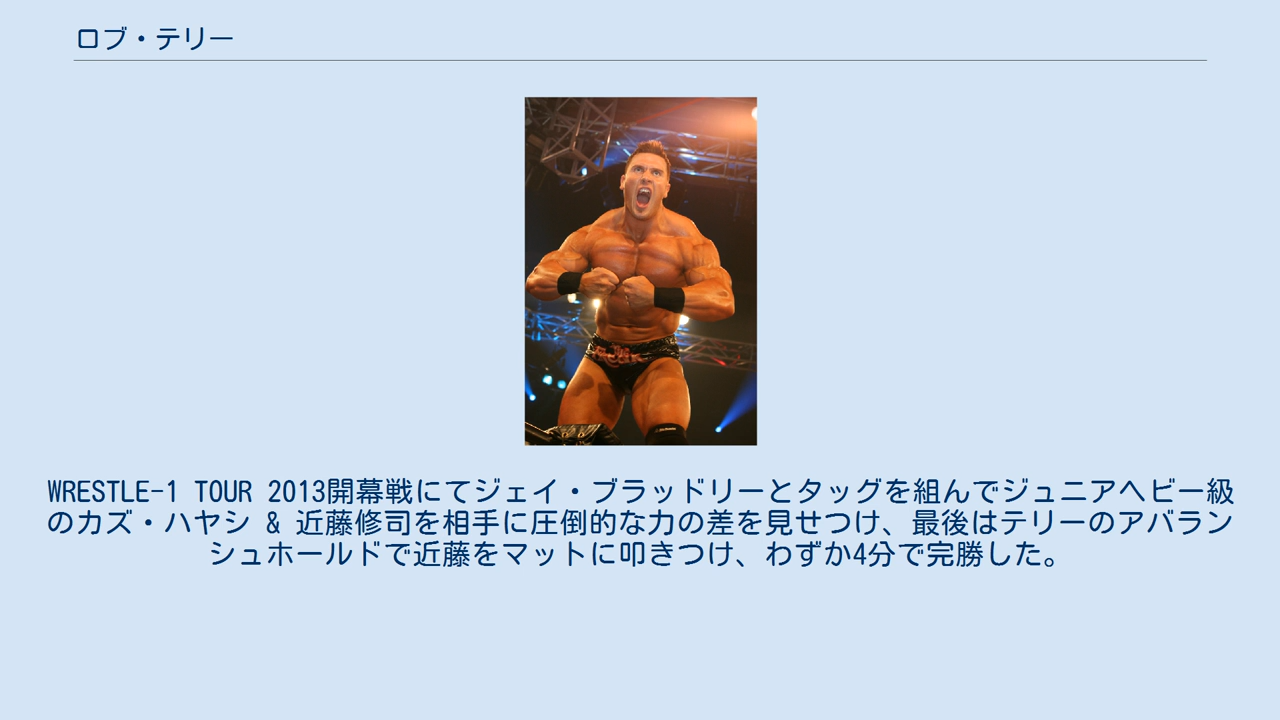 ロブ・テリー
WRESTLE-1 TOUR 2013開幕戦にてジェイ・ブラッドリーとタッグを組んでジュニアヘビー級
のカズ・ハヤシ & 近藤修司を相手に圧倒的な力の差を見せつけ、最後はテリーのアバラン
シュホールドで近藤をマットに叩きつけ、わずか4分で完勝した。